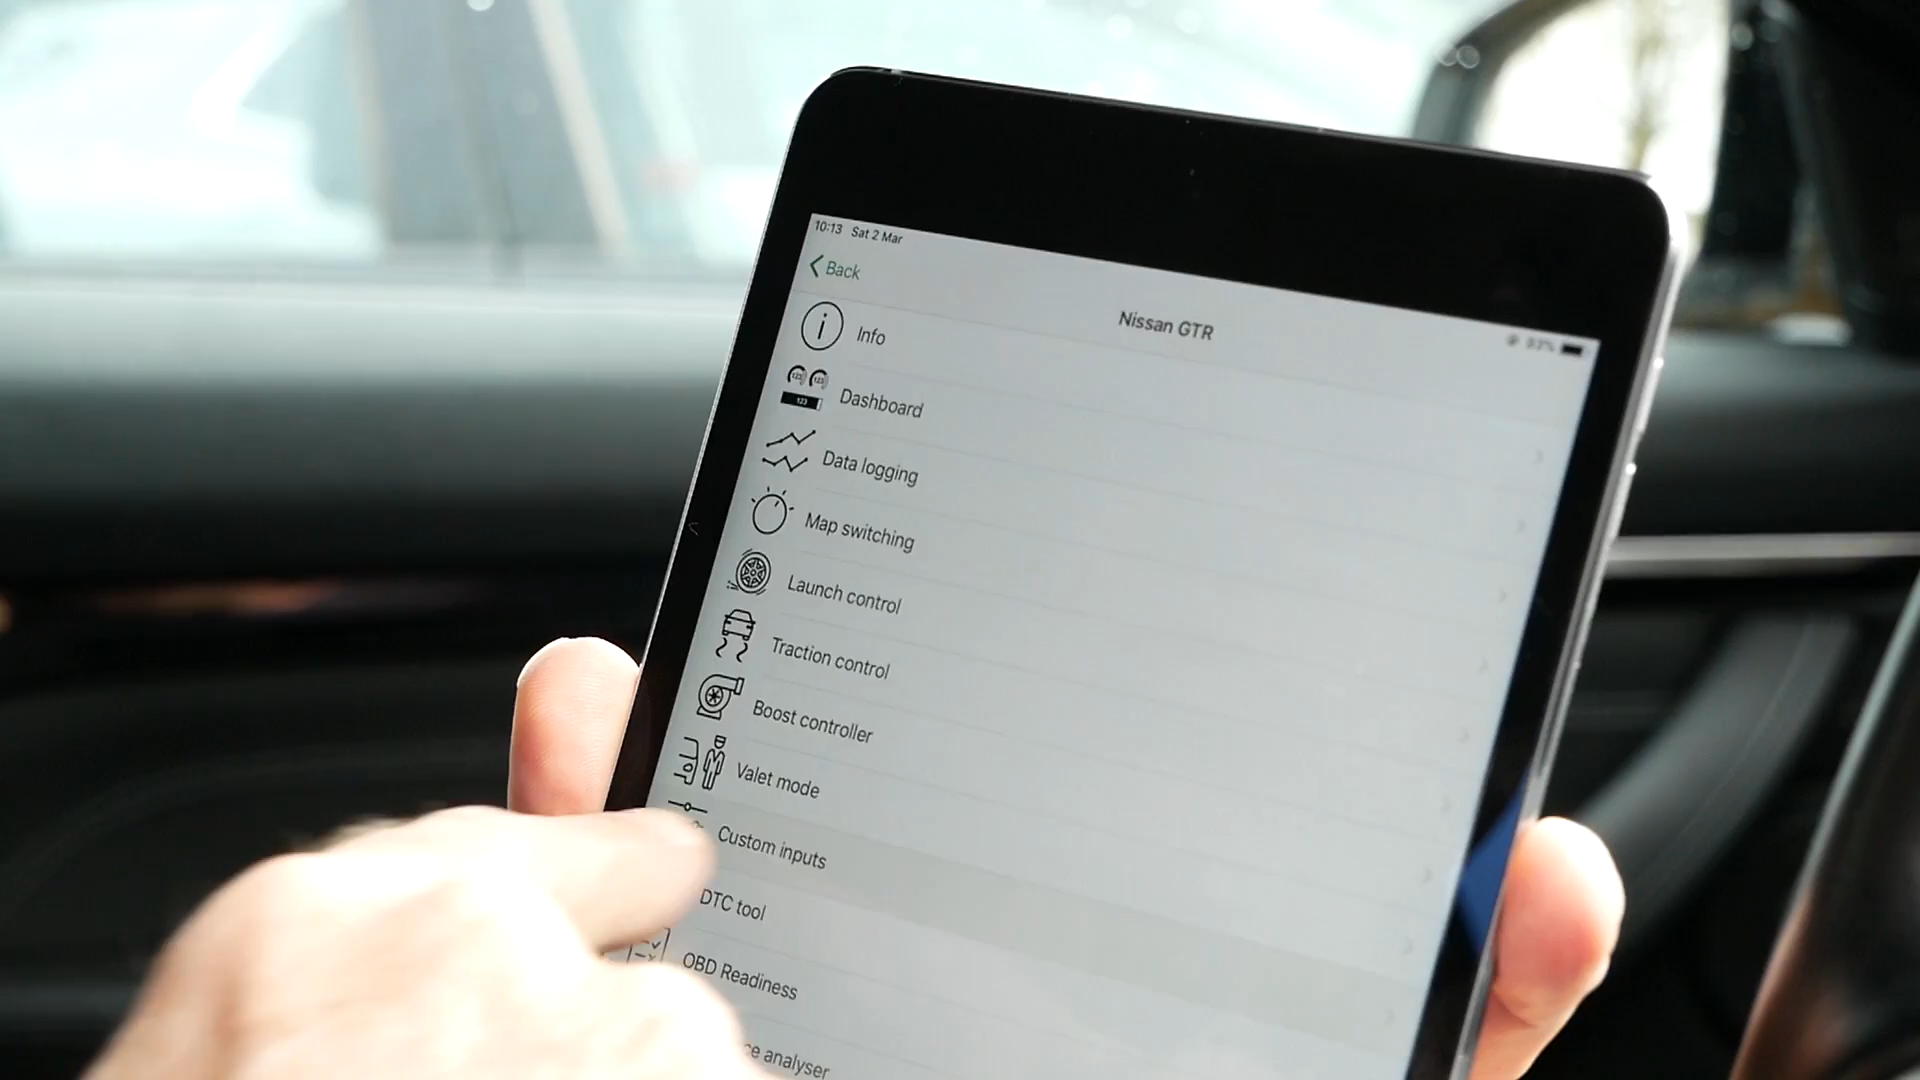 10:13 Sat 2 Mar
Back
Nissan GTR
Info
Dashboard
Data logging
Map switching
Launch control
Traction control
Boost controller
Valet mode
Custom inputs
DTC tool
OBD Readiness
analyser